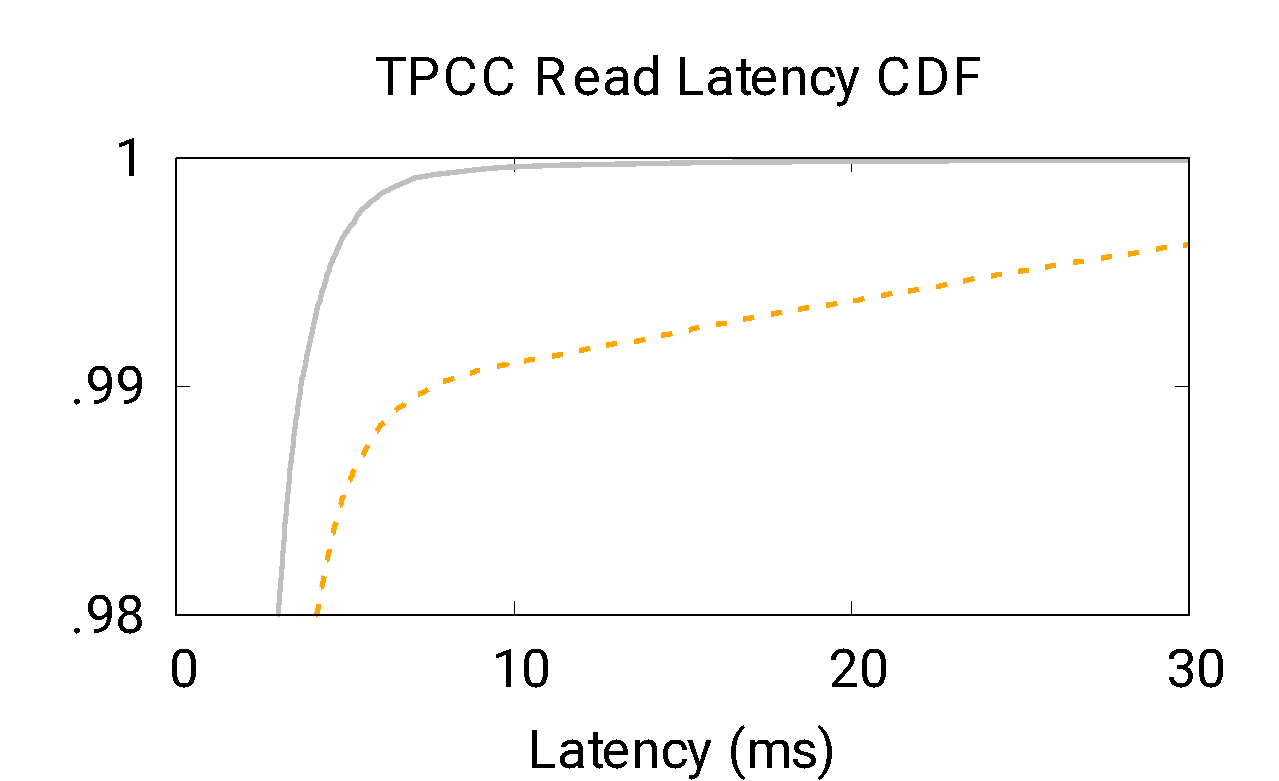 TPCC Read Latency CDF
1
.99
.98
0 10 20 30
Latency (ms)